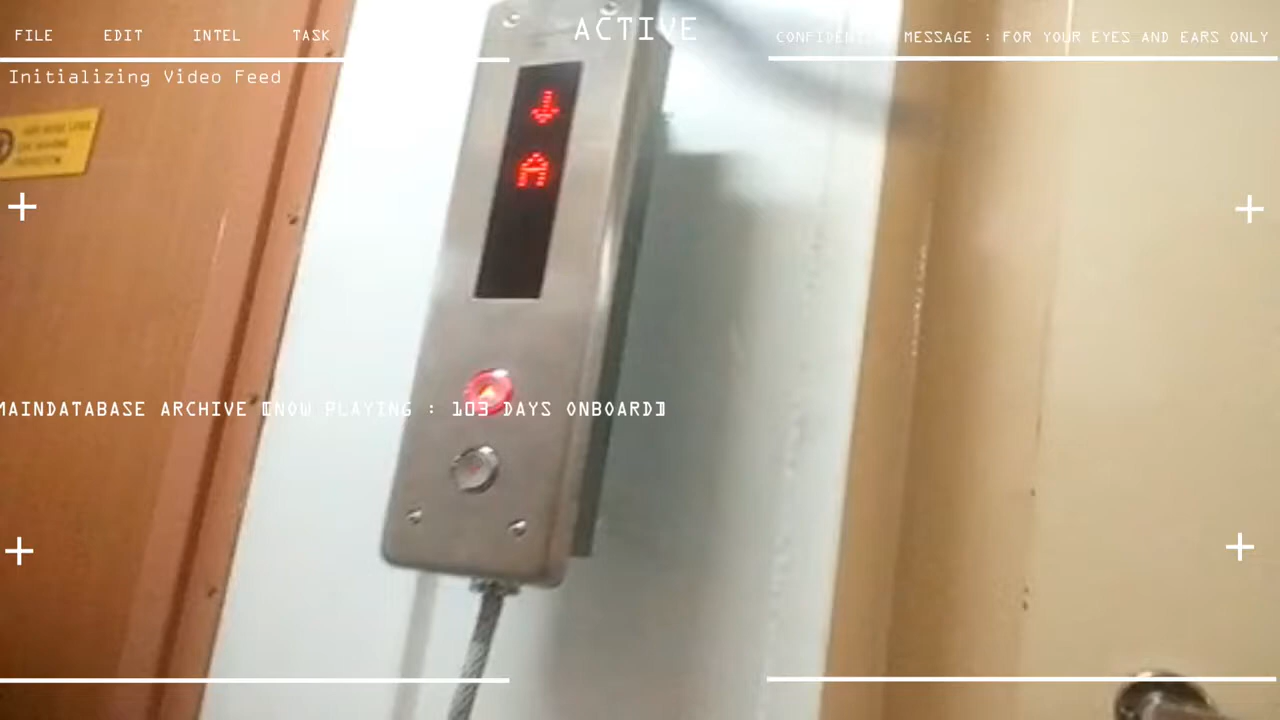 FILE EDIT INTEL TASK
ACTIVE
CONFIDENTIAL MESSAGE : FOR YOUR EYES AND EARS ONLY
Initializing Video Feed
A
MAINDATABASE ARCHIVE [NOW PLAYING : 103 DAYS ONBOARD]